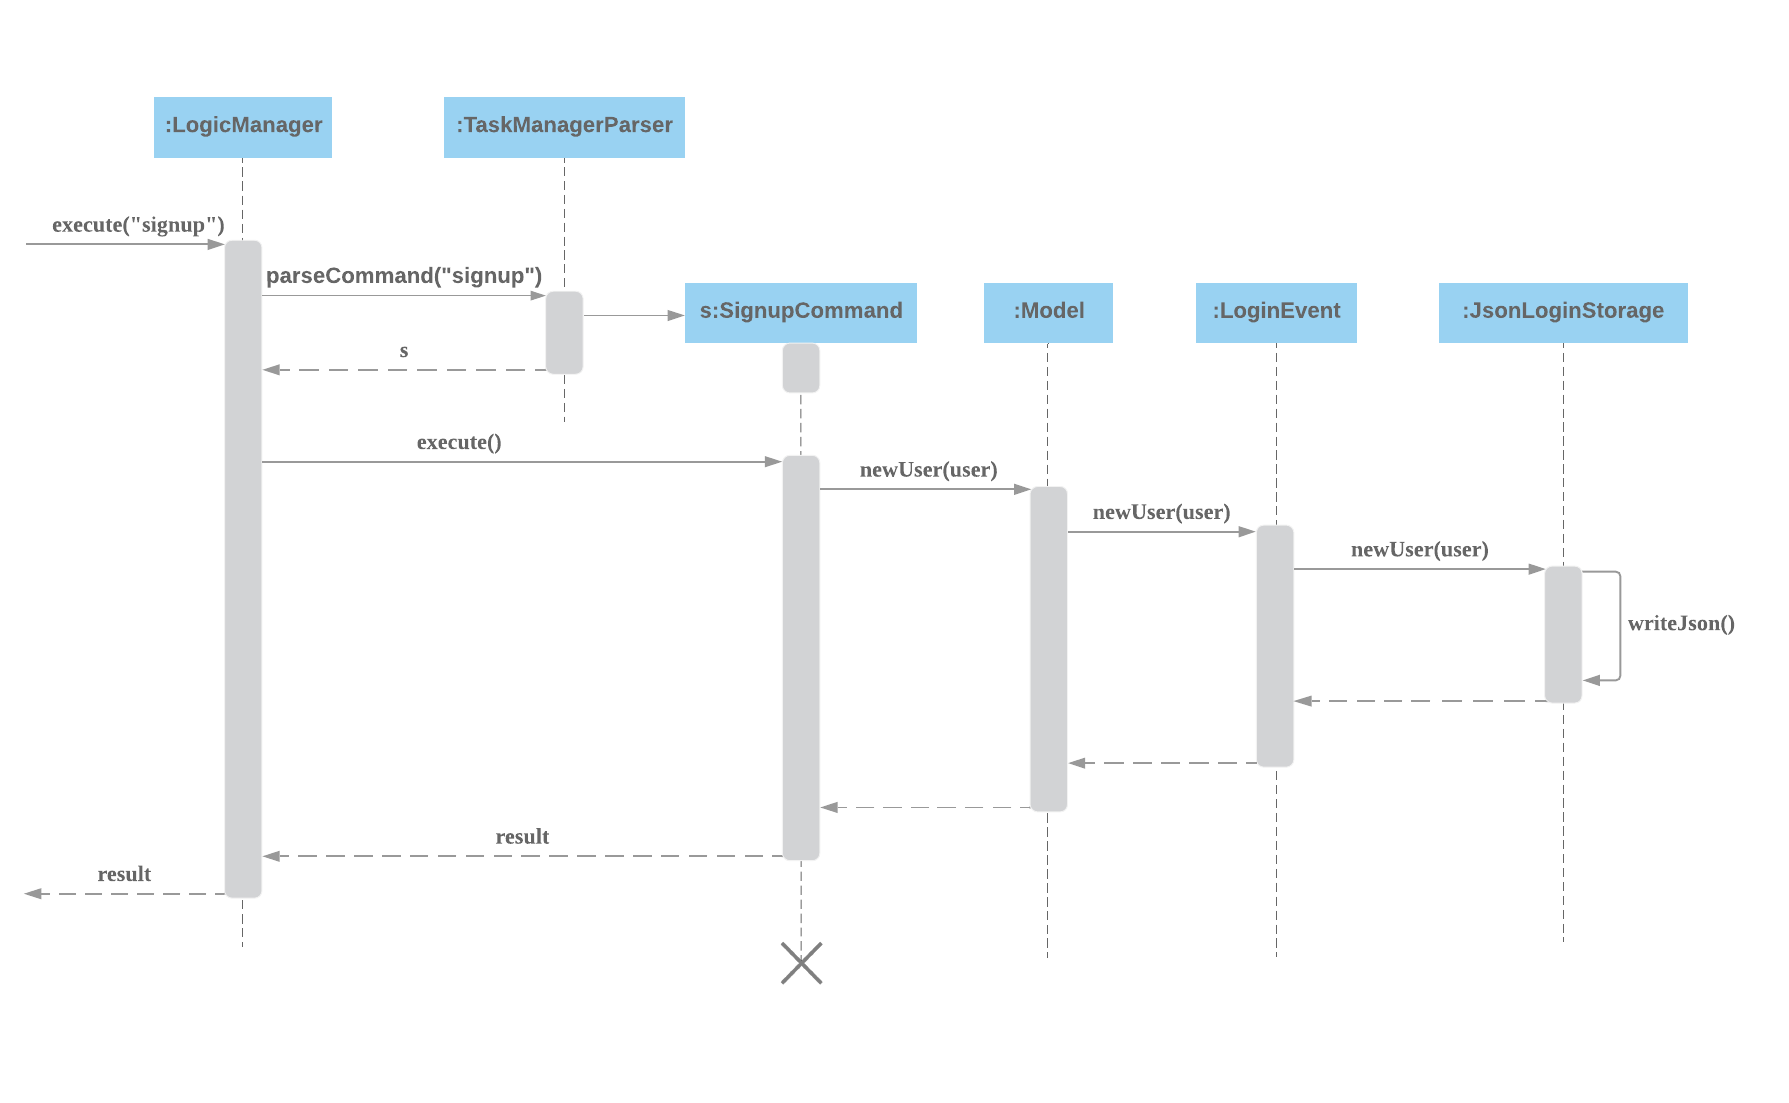 :LogicManager
:TaskManagerParser
execute("signup")
parseCommand("signup")
s:SignupCommand
:Model
:LoginEvent
:JsonLoginStorage
s
execute()
newUser(user)
newUser(user)
newUser(user)
writeJson()
result
result